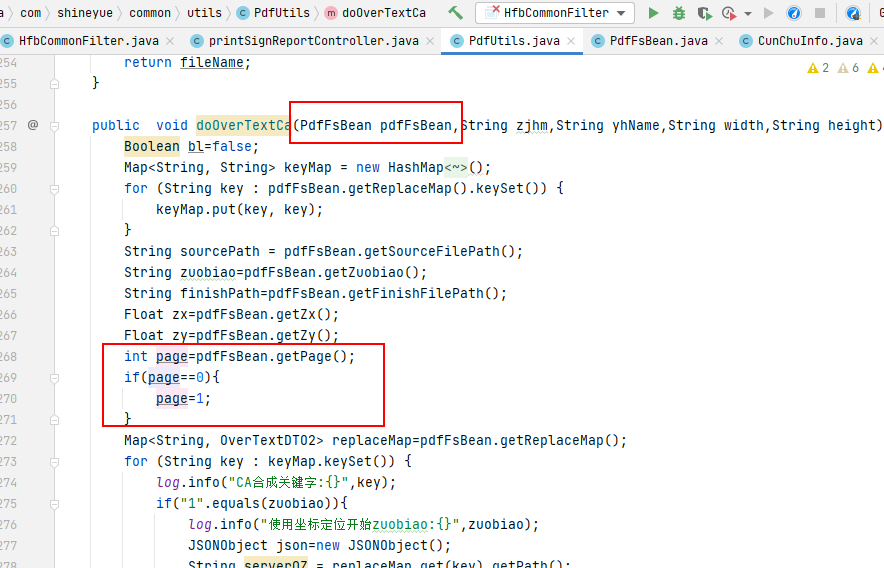 a com shineyue common utils PdfUtils doOverTextCa HfbCommonFilter
HfbCommonFilter.java printSignReportController.java PdfUtils.java PdfFsBean.java CunChuInfo.java
254 return fileName; 2 6
255 }
256
257 @ public void doOverTextCa(PdfFsBean pdfFsBean,String zjhm,String yhName,String width,String height)
258 Boolean bl=false;
259 Map<String, String> keyMap = new HashMap<~>();
260 for (String key : pdfFsBean.getReplaceMap().keySet()) {
261 keyMap.put(key, key);
262 }
263 String sourcePath = pdfFsBean.getSourceFilePath();
264 String zuobiao=pdfFsBean.getZuobiao();
265 String finishPath=pdfFsBean.getFinishFilePath();
266 Float zx=pdfFsBean.getZx();
267 Float zy=pdfFsBean.getZy();
268 int page=pdfFsBean.getPage();
269 if(page==0){
270 page=1;
271 }
272 Map<String, OverTextDTO2> replaceMap=pdfFsBean.getReplaceMap();
273 for (String key : keyMap.keySet()) {
274 log.info("CA合成关键字:{}",key);
275 if("1".equals(zuobiao)){
276 log.info("使用坐标定位开始zuobiao:{}",zuobiao);
277 JSONObject json=new JSONObject();
278 String serverQZ = replaceMap.get(key).getPath();